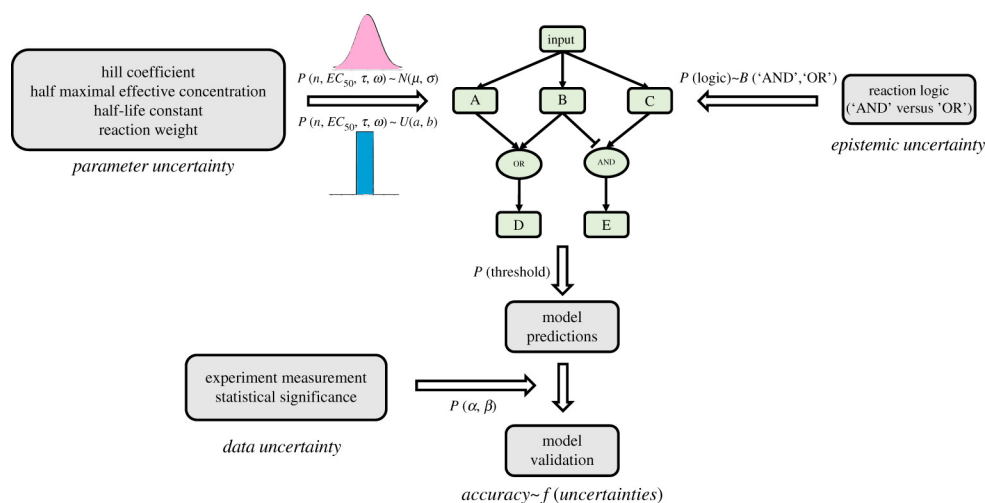 hill coefficient
half maximal effective concentration
half-life constant
reaction weight
parameter uncertainty
P (n, EC50, τ, ω) ~ N(μ, σ)
P (n, EC50, τ, ω) ~ U(a, b)
input
A
B
C
OR
AND
D
E
P (logic)~B (‘AND’,‘OR’)
reaction logic
(‘AND’ versus ’OR’)
epistemic uncertainty
P (threshold)
model
predictions
experiment measurement
statistical significance
data uncertainty
P (α, β)
model
validation
accuracy~ f (uncertainties)